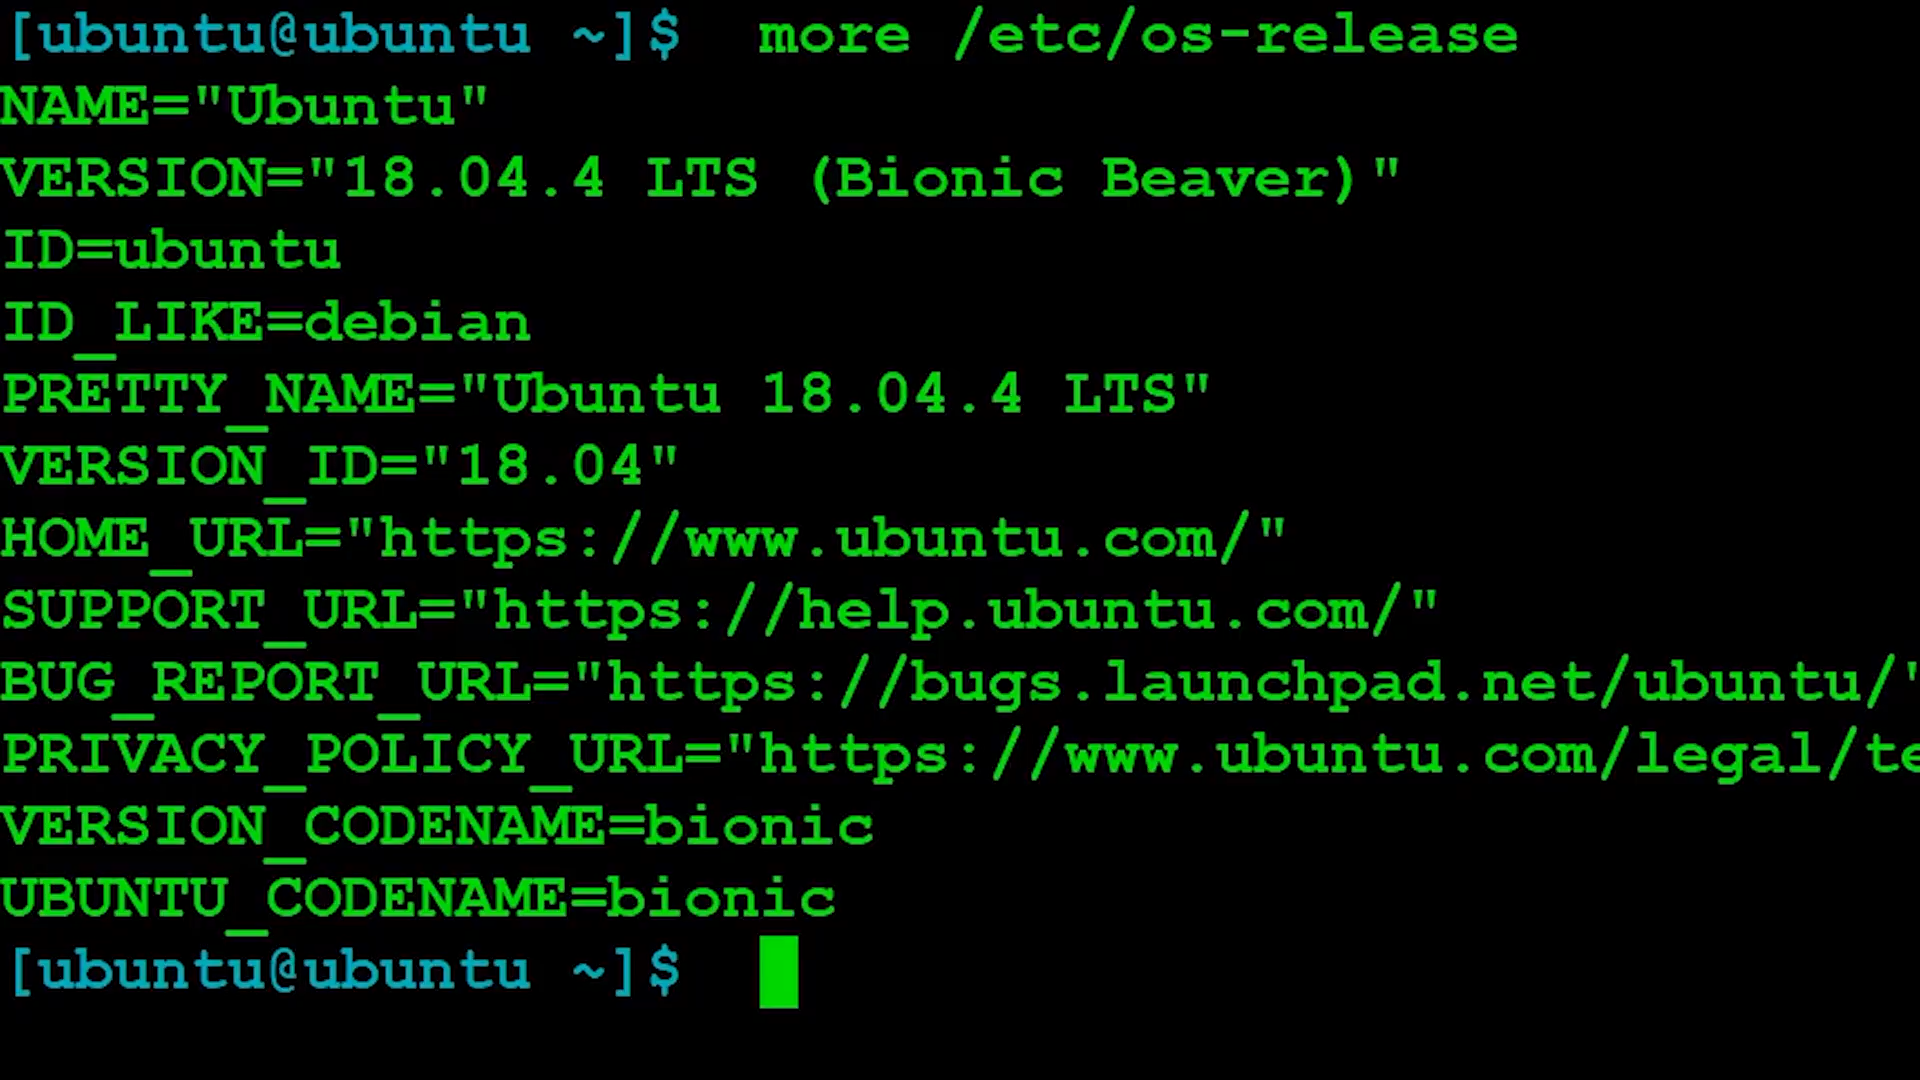 [ubuntu@ubuntu ~]$  more /etc/os-release
NAME="Ubuntu"
VERSION="18.04.4 LTS (Bionic Beaver)"
ID=ubuntu
ID_LIKE=debian
PRETTY_NAME="Ubuntu 18.04.4 LTS"
VERSION_ID="18.04"
HOME_URL="https://www.ubuntu.com/"
SUPPORT_URL="https://help.ubuntu.com/"
BUG_REPORT_URL="https://bugs.launchpad.net/ubuntu/"
PRIVACY_POLICY_URL="https://www.ubuntu.com/legal/te
VERSION_CODENAME=bionic
UBUNTU_CODENAME=bionic
[ubuntu@ubuntu ~]$